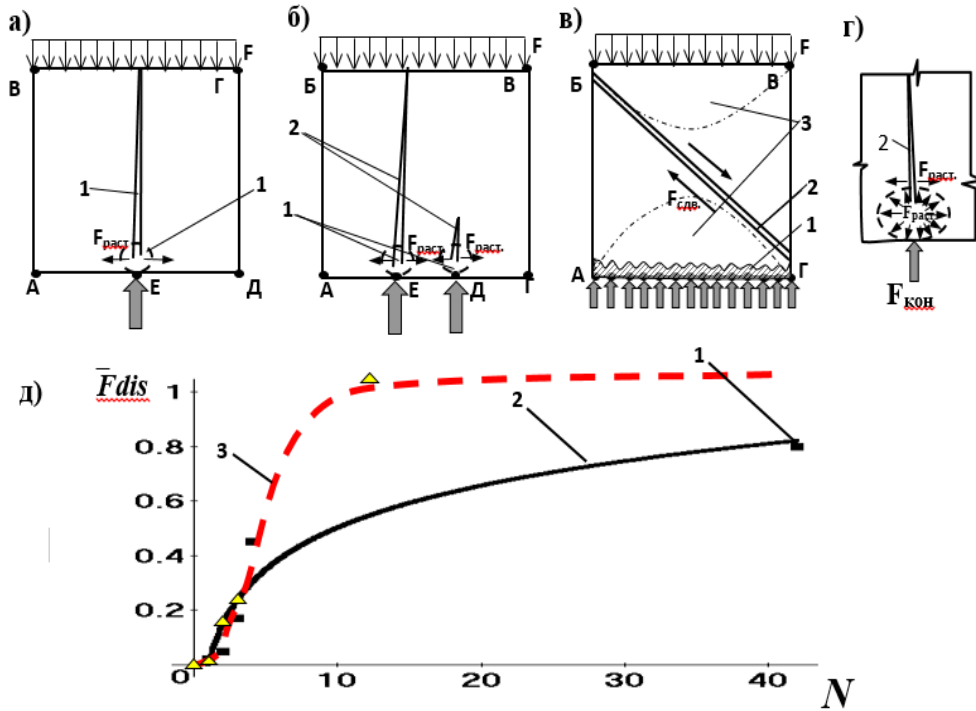 а)
F
В
Г
1
1
Fраст
А
Е
Д
б)
F
Б
В
2
1
Fраст.
Fраст.
А
Е
Д
Г
в)
F
Б
В
3
Fсдв.
2
1
А
Г
г)
2
Fраст.
Fраст
Fкон
д)
F̅dis
1
0.8
0.6
0.4
0.2
0
10
20
30
40
N
3
2
1